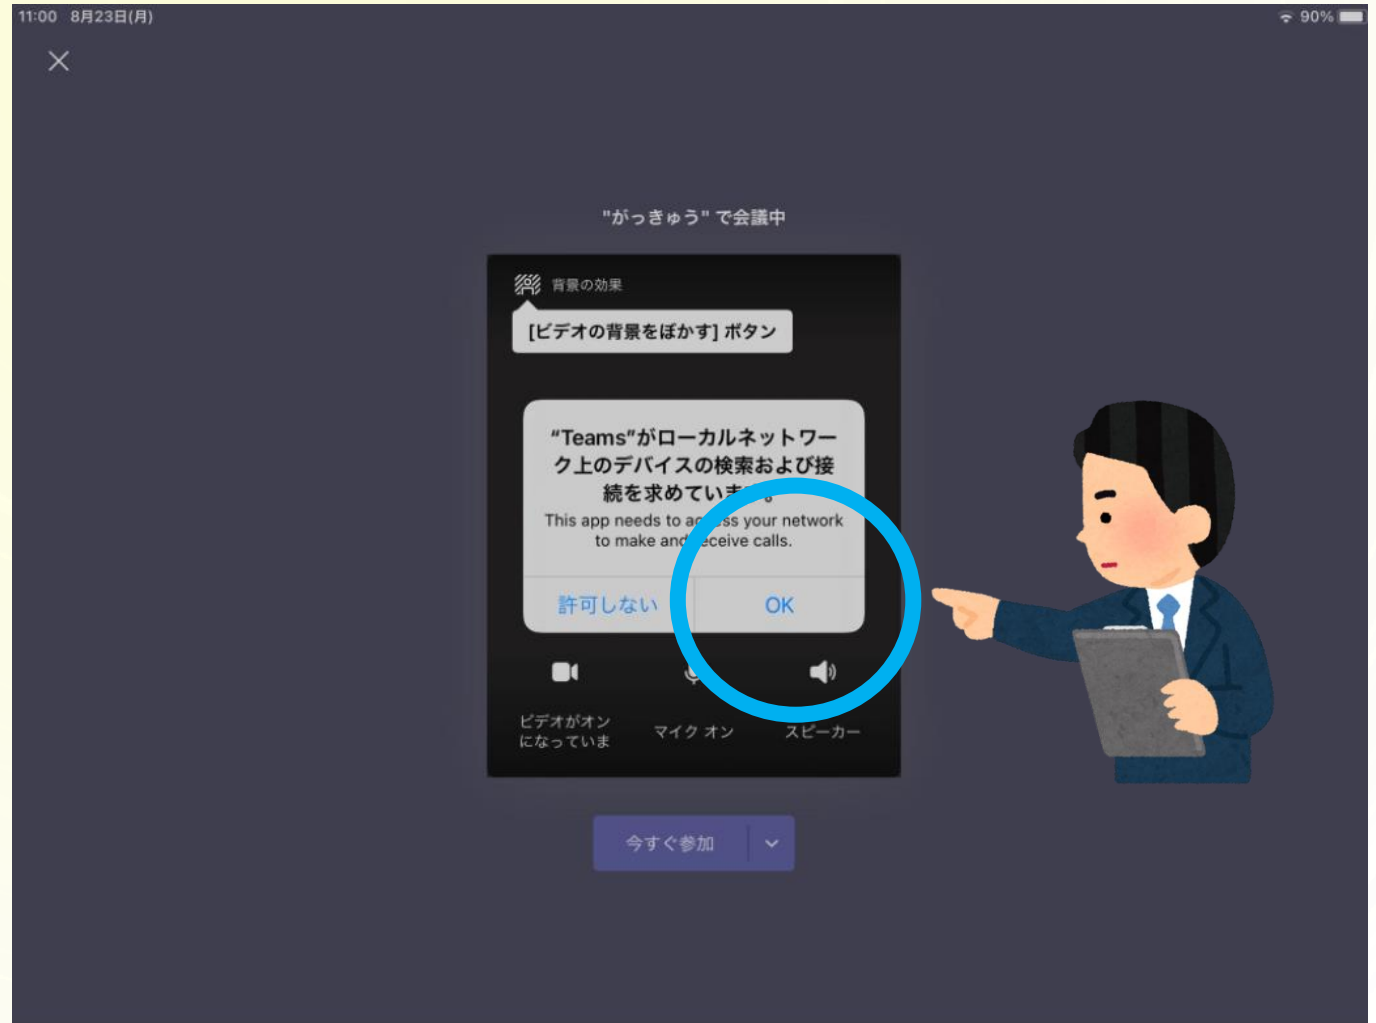 11:00 8月23日(月)
90%
"がっきゅう" で会議中
背景の効果
[ビデオの背景をぼかす] ボタン
“Teams”がローカルネットワー
ク上のデバイスの検索および接
続を求めています。
This app needs to access your network
to make and receive calls.
許可しない
OK
ビデオがオン
になっていま
マイク オン
スピーカー
今すぐ参加